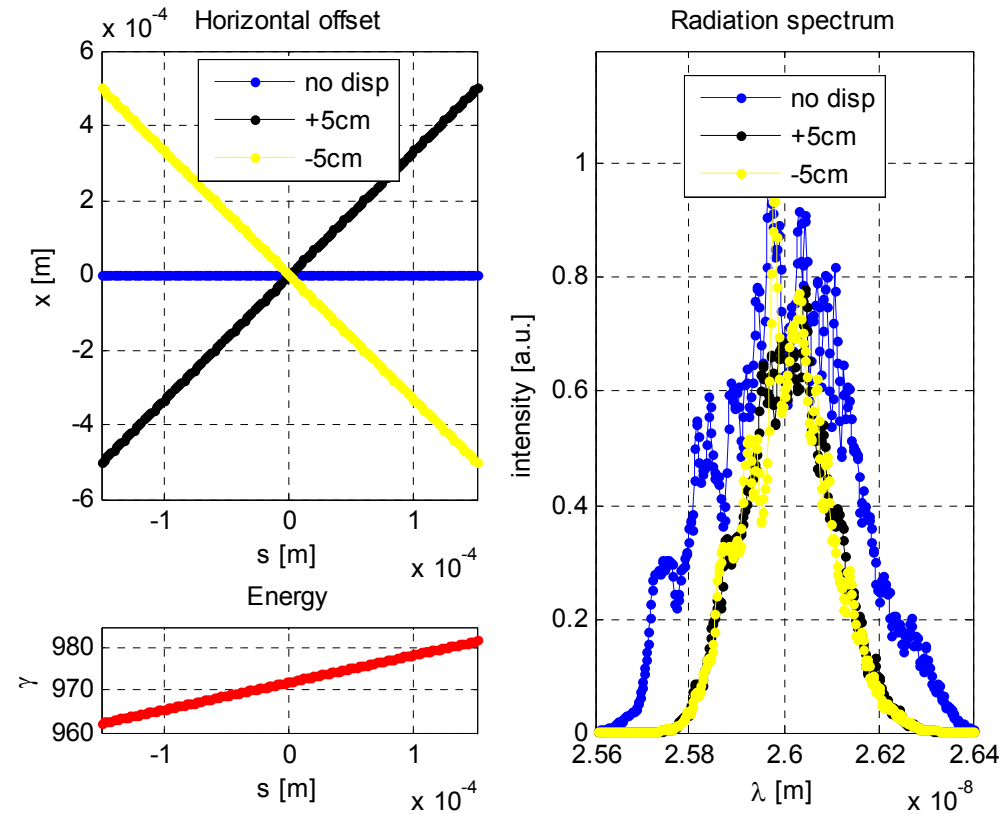 x 10^-4
Horizontal offset
6
4
2
0
-2
-4
-6
x [m]
no disp
+5cm
-5cm
-1
0
1
s [m]
x 10^-4
Energy
980
970
960
γ
-1
0
1
s [m]
x 10^-4
Radiation spectrum
no disp
+5cm
-5cm
1
0.8
0.6
0.4
0.2
0
intensity [a.u.]
2.56
2.58
2.6
2.62
2.64
λ [m]
x 10^-8